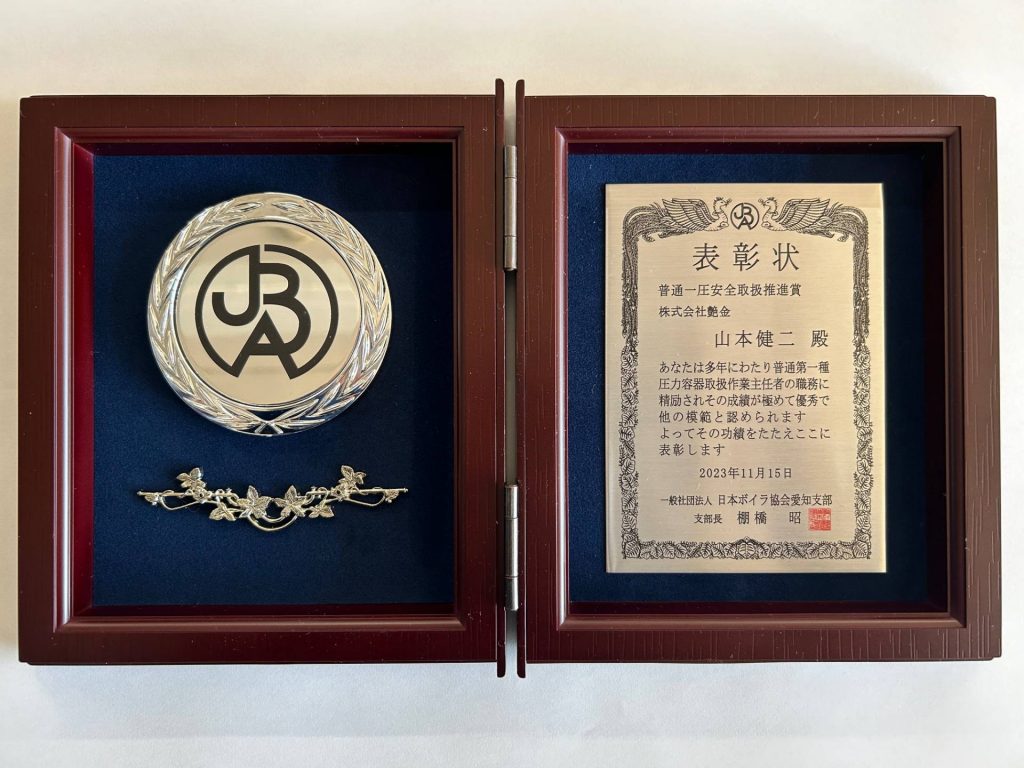 JBA
JBA
表彰状
普通一圧安全取扱推進賞
株式会社艶金
山本健二 殿
あなたは多年にわたり普通第一種
圧力容器取扱作業主任者の職務に
精励されその成績が極めて優秀で
他の模範と認められます
よってその功績をたたえここに
表彰します
2023年11月15日
一般社団法人 日本ボイラ協会愛知支部
支部長 棚橋 昭